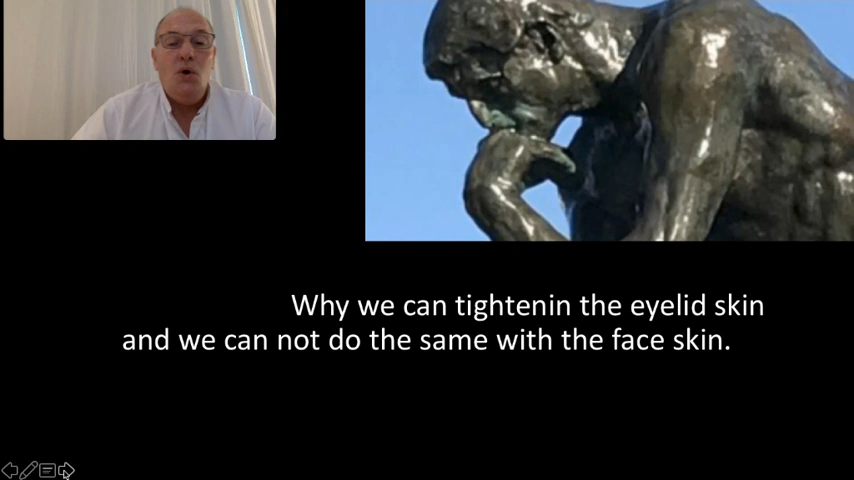 Why we can tightenin the eyelid skin
and we can not do the same with the face skin.